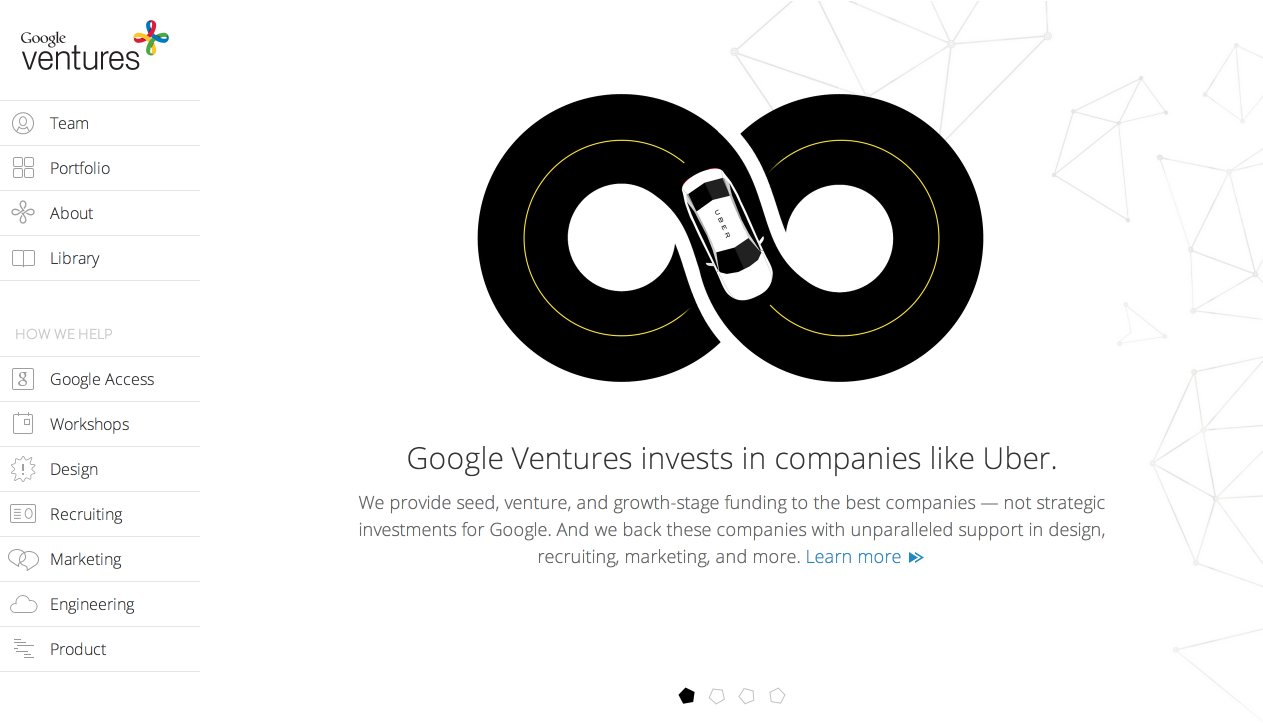 Google
ventures
Team
Portfolio
About
Library
HOW WE HELP
g
Google Access
Workshops
Design
Recruiting
Marketing
Engineering
Product
UBER
Google Ventures invests in companies like Uber.
We provide seed, venture, and growth-stage funding to the best companies — not strategic
investments for Google. And we back these companies with unparalleled support in design,
recruiting, marketing, and more. Learn more